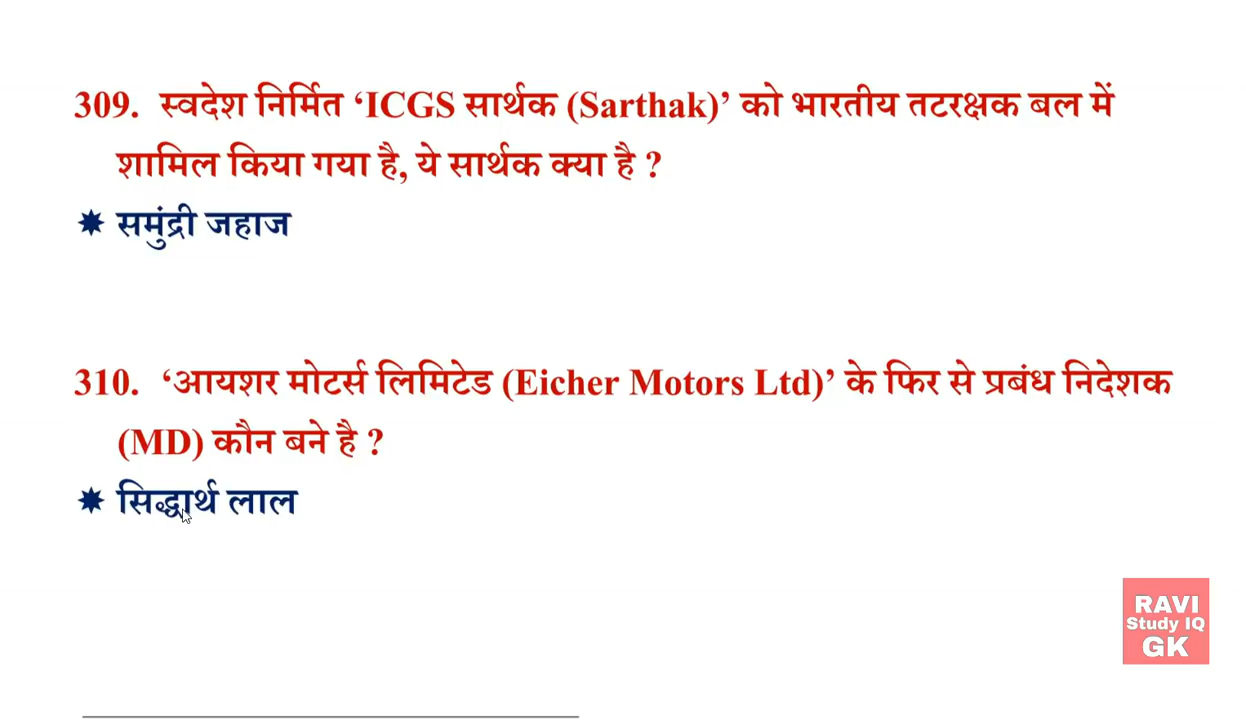 309. स्वदेश निर्मित ‘ICGS सार्थक (Sarthak)’ को भारतीय तटरक्षक बल में
शामिल किया गया है, ये सार्थक क्या है ?
✷ समुंद्री जहाज
310. ‘आयशर मोटर्स लिमिटेड (Eicher Motors Ltd)’ के फिर से प्रबंध निदेशक
(MD) कौन बने है ?
✷ सिद्धार्थ लाल
RAVI
Study IQ
GK